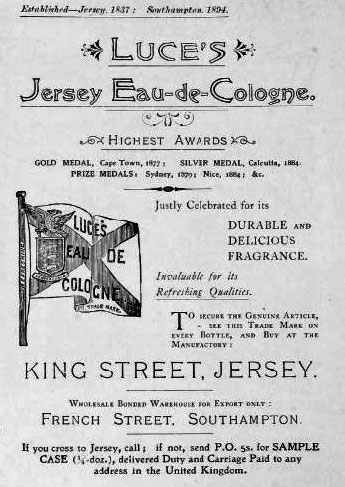 Established—Jersey, 1837: Southampton, 1894.
LUCE'S
Jersey Eau-de-Cologne.
HIGHEST AWARDS
GOLD MEDAL, Cape Town, 1877; SILVER MEDAL, Calcutta, 1884.
PRIZE MEDALS: Sydney, 1879; Nice, 1884; &c.
Justly Celebrated for its
DURABLE AND
DELICIOUS
FRAGRANCE.
Invaluable for its
Refreshing Qualities.
LUCE'S
EAU DE
COLOGNE
TRADE MARK.
TO SECURE THE GENUINE ARTICLE,
- SEE THIS TRADE MARK ON
EVERY BOTTLE, AND BUY AT THE
MANUFACTORY:
KING STREET, JERSEY.
WHOLESALE BONDED WAREHOUSE FOR EXPORT ONLY:
FRENCH STREET, SOUTHAMPTON.
If you cross to Jersey, call; if not, send P.O. 5s. for SAMPLE
CASE (¼-doz.), delivered Duty and Carriage Paid to any
address in the United Kingdom.